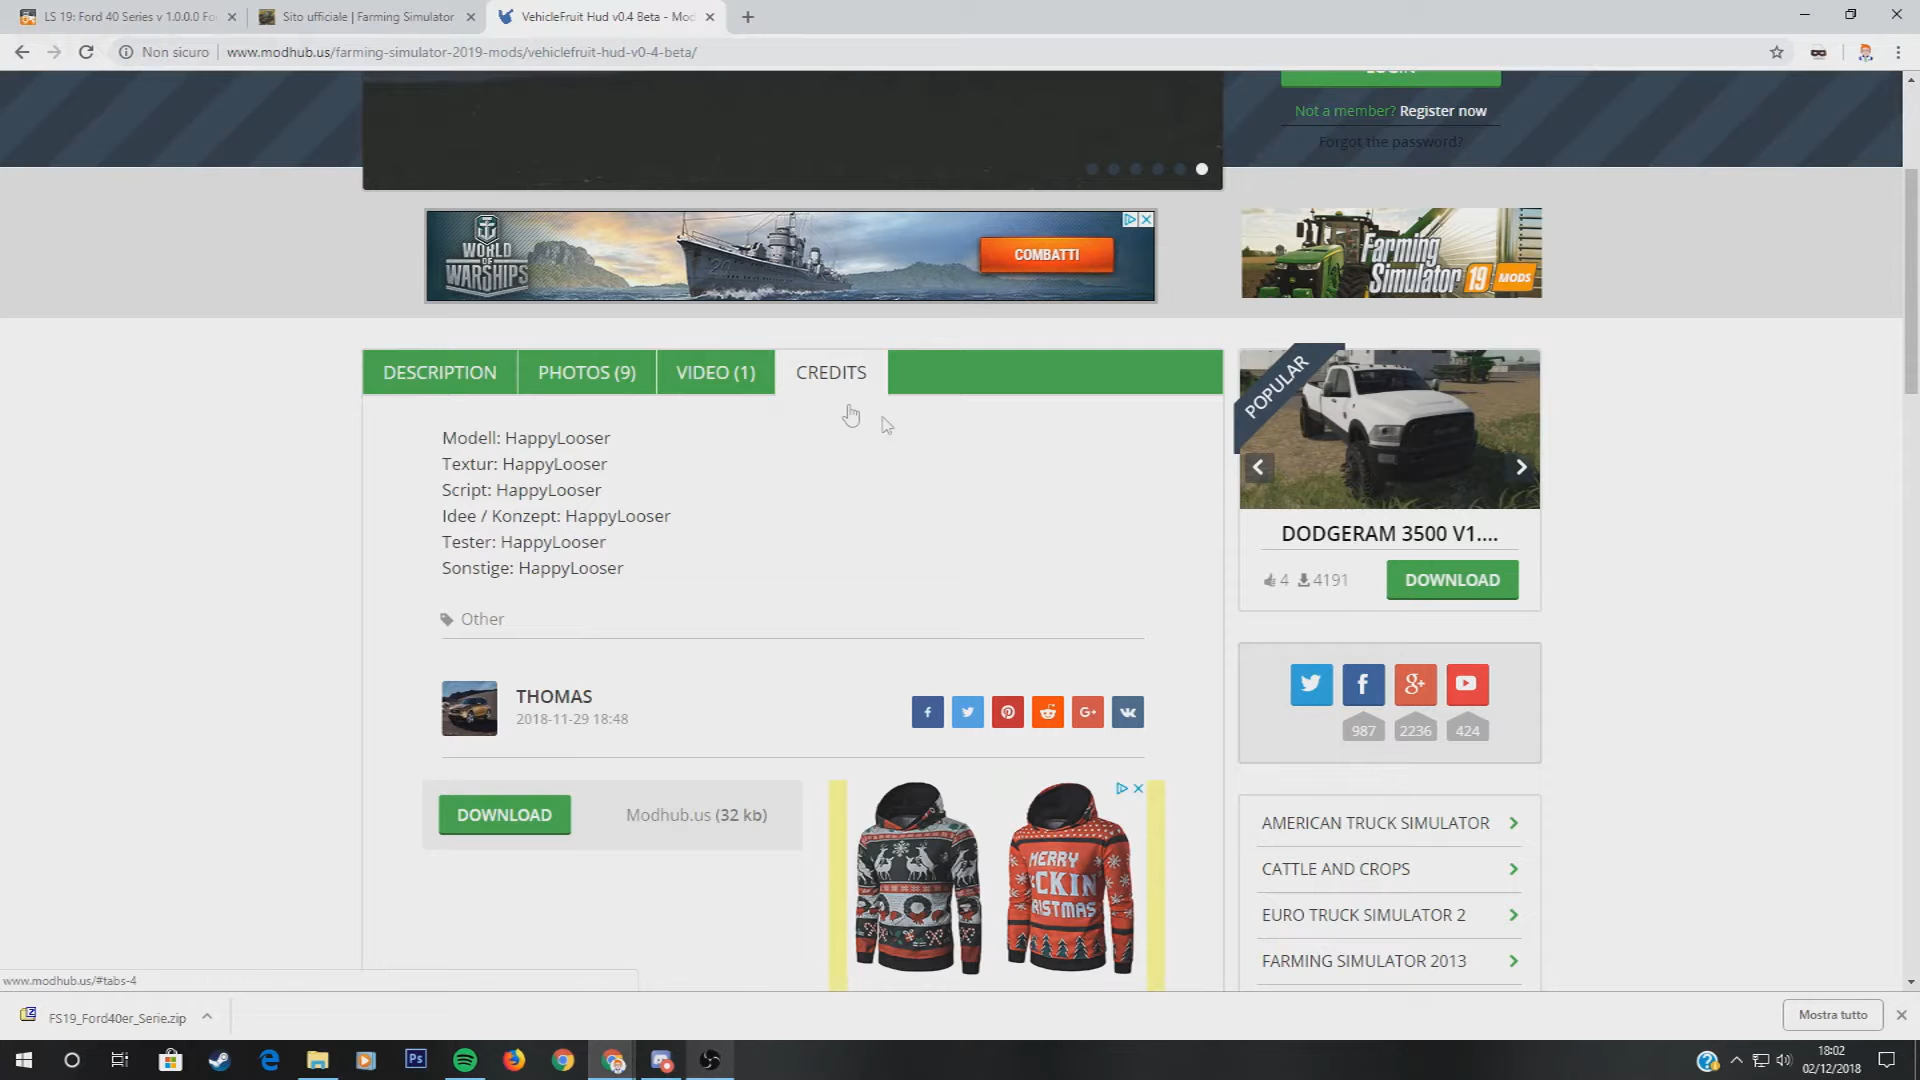 LS 19: Ford 40 Series v 1.0.0.0 Fo
Sito ufficiale | Farming Simulator
VehicleFruit Hud v0.4 Beta - Mod
Non sicuro
www.modhub.us/farming-simulator-2019-mods/vehiclefruit-hud-v0-4-beta/
LOGIN
Not a member? Register now
Forgot the password?
WORLD OF WARSHIPS
COMBATTI
Farming Simulator 19 MODS
DESCRIPTION
PHOTOS (9)
VIDEO (1)
CREDITS
Modell: HappyLooser
Textur: HappyLooser
Script: HappyLooser
Idee / Konzept: HappyLooser
Tester: HappyLooser
Sonstige: HappyLooser
Other
THOMAS
2018-11-29 18:48
DOWNLOAD
Modhub.us (32 kb)
MERRY
CKIN
RISTMAS
POPULAR
DODGERAM 3500 V1....
4 4191
DOWNLOAD
987 2236 424
AMERICAN TRUCK SIMULATOR
CATTLE AND CROPS
EURO TRUCK SIMULATOR 2
FARMING SIMULATOR 2013
www.modhub.us/#tabs-4
FS19_Ford40er_Serie.zip
Mostra tutto
18:02
02/12/2018